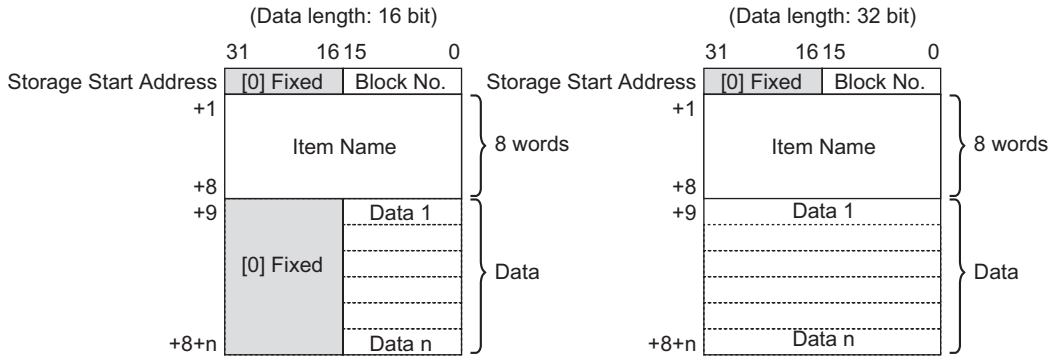 (Data length: 16 bit)
31 16 15 0
Storage Start Address [0] Fixed Block No.
+1
Item Name
8 words
+8
+9 Data 1
[0] Fixed
Data
+8+n Data n
(Data length: 32 bit)
31 16 15 0
Storage Start Address [0] Fixed Block No.
+1
Item Name
8 words
+8
+9 Data 1
Data
+8+n Data n